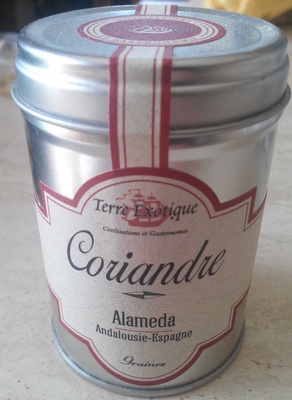 Terre Exotique
Civilisations et Gastronomie
Coriandre
Alameda
Andalousie-Espagne
Graines